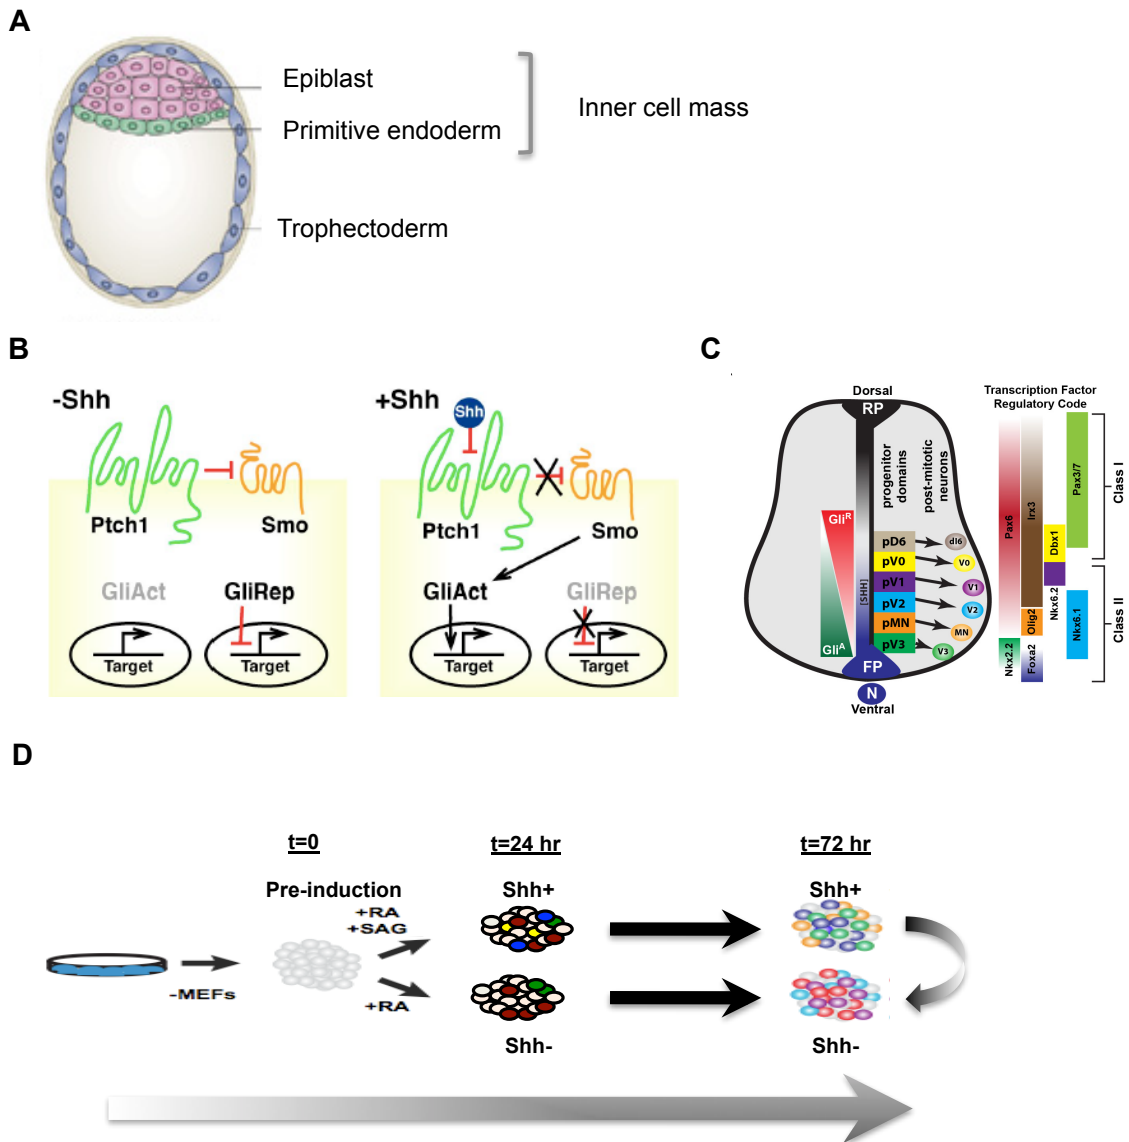 A
Epiblast
Primitive endoderm
Inner cell mass
Trophectoderm
B
-Shh
Ptch1
Smo
GliAct
GliRep
Target
Target
+Shh
Shh
Ptch1
Smo
GliAct
GliRep
Target
Target
C
Dorsal
RP
progenitor
domains
post-mitotic
neurons
Gli^R
[SHH]
Gli^A
pD6
dI6
pV0
V0
pV1
V1
pV2
V2
pMN
MN
pV3
V3
FP
N
Ventral
Transcription Factor
Regulatory Code
Pax6
Irx3
Pax3/7
Dbx1
Nkx6.2
Olig2
Nkx6.1
Nkx2.2
Foxa2
Class I
Class II
D
t=0
t=24 hr
t=72 hr
Pre-induction
Shh+
Shh+
+RA
+SAG
-MEFs
+RA
Shh-
Shh-